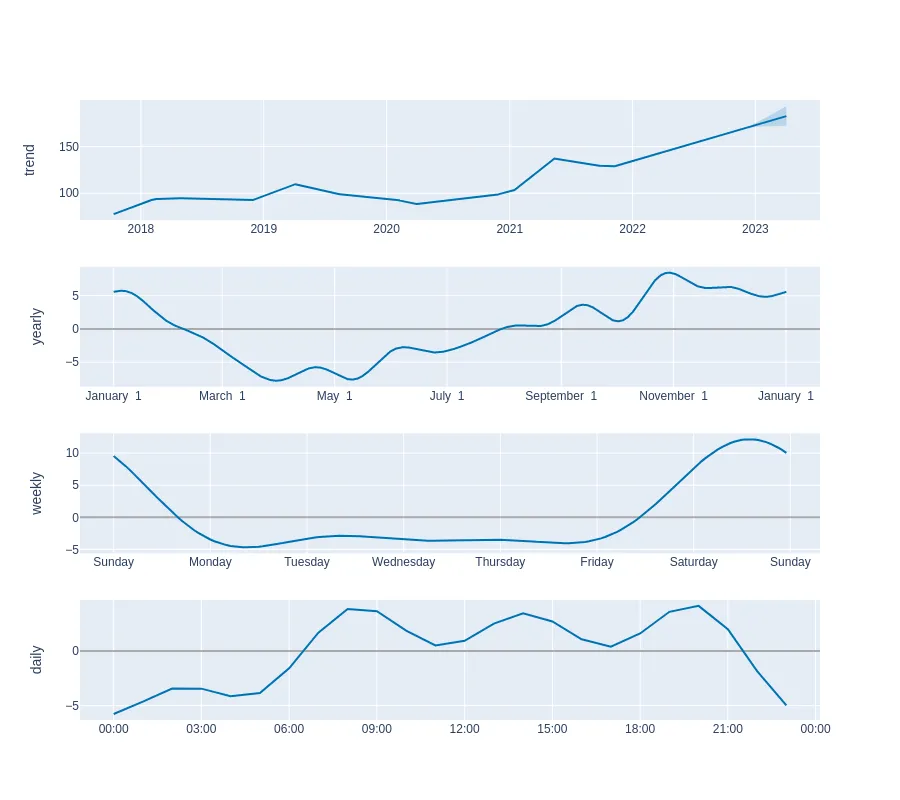 trend
150
100
2018 2019 2020 2021 2022 2023
yearly
5
0
−5
January 1 March 1 May 1 July 1 September 1 November 1 January 1
weekly
10
5
0
−5
Sunday Monday Tuesday Wednesday Thursday Friday Saturday Sunday
daily
0
−5
00:00 03:00 06:00 09:00 12:00 15:00 18:00 21:00 00:00